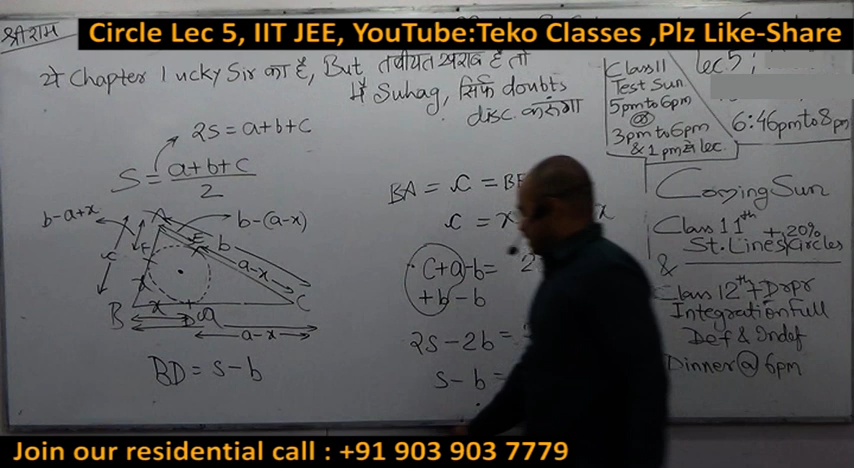 श्रीराम
Circle Lec 5, IIT JEE, YouTube:Teko Classes ,Plz Like-Share
ये Chapter Lucky Sir का है, But तबीयत खराब है तो
मैं Suhag, सिर्फ doubts
disc. करूंगा
Class 11
Test Sun
5pm to 6pm
@
3pm to 6pm
& 1 pm से lec.
Lec 5;
6:46pm to 8pm
2S = a+b+c
S = a+b+c
2
b-a+x
A
b-(a-x)
c
F
E
b
a-x
x
B
x
D
a
C
a-x
BD = s-b
BA = c = BF
c = x
x
c+a-b = 2
+b-b
2s-2b =
s-b =
Coming Sun
Class 11th +20%
St. Lines, Circles
&
Class 12th + Drpr
Integration Full
Def & Indef
Dinner @ 6pm
Join our residential call : +91 903 903 7779